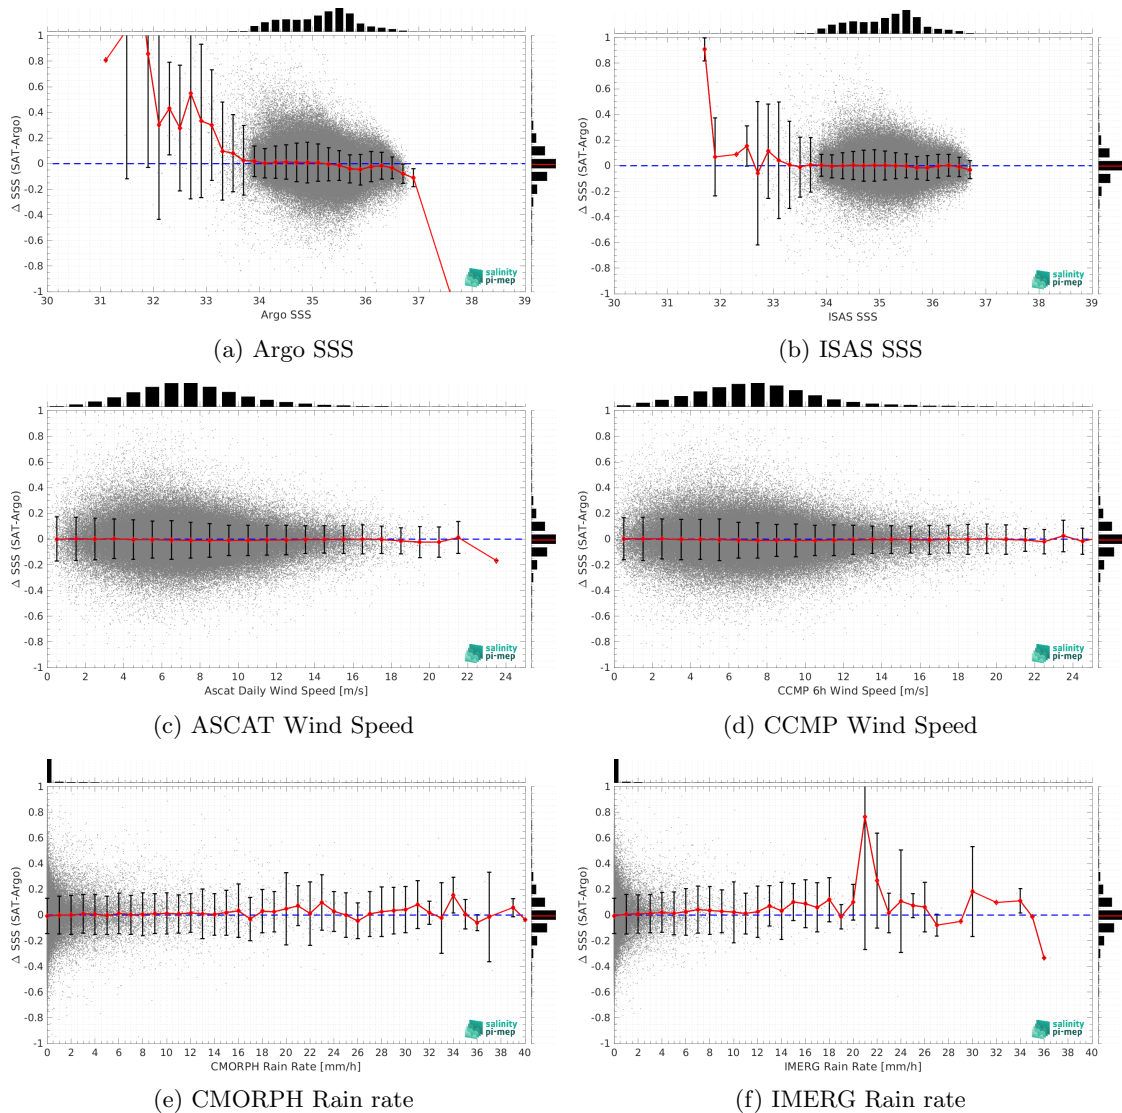 1
0.8
0.6
0.4
0.2
0
-0.2
-0.4
-0.6
-0.8
-1
Δ SSS (SAT-Argo)
30 31 32 33 34 35 36 37 38 39
Argo SSS
salinity
pi-mep
(a) Argo SSS
1
0.8
0.6
0.4
0.2
0
-0.2
-0.4
-0.6
-0.8
-1
Δ SSS (SAT-Argo)
30 31 32 33 34 35 36 37 38 39
ISAS SSS
salinity
pi-mep
(b) ISAS SSS
1
0.8
0.6
0.4
0.2
0
-0.2
-0.4
-0.6
-0.8
-1
Δ SSS (SAT-Argo)
0 2 4 6 8 10 12 14 16 18 20 22 24
Ascat Daily Wind Speed [m/s]
salinity
pi-mep
(c) ASCAT Wind Speed
1
0.8
0.6
0.4
0.2
0
-0.2
-0.4
-0.6
-0.8
-1
Δ SSS (SAT-Argo)
0 2 4 6 8 10 12 14 16 18 20 22 24
CCMP 6h Wind Speed [m/s]
salinity
pi-mep
(d) CCMP Wind Speed
1
0.8
0.6
0.4
0.2
0
-0.2
-0.4
-0.6
-0.8
-1
Δ SSS (SAT-Argo)
0 2 4 6 8 10 12 14 16 18 20 22 24 26 28 30 32 34 36 38 40
CMORPH Rain Rate [mm/h]
salinity
pi-mep
(e) CMORPH Rain rate
1
0.8
0.6
0.4
0.2
0
-0.2
-0.4
-0.6
-0.8
-1
Δ SSS (SAT-Argo)
0 2 4 6 8 10 12 14 16 18 20 22 24 26 28 30 32 34 36 38 40
IMERG Rain Rate [mm/h]
salinity
pi-mep
(f) IMERG Rain rate